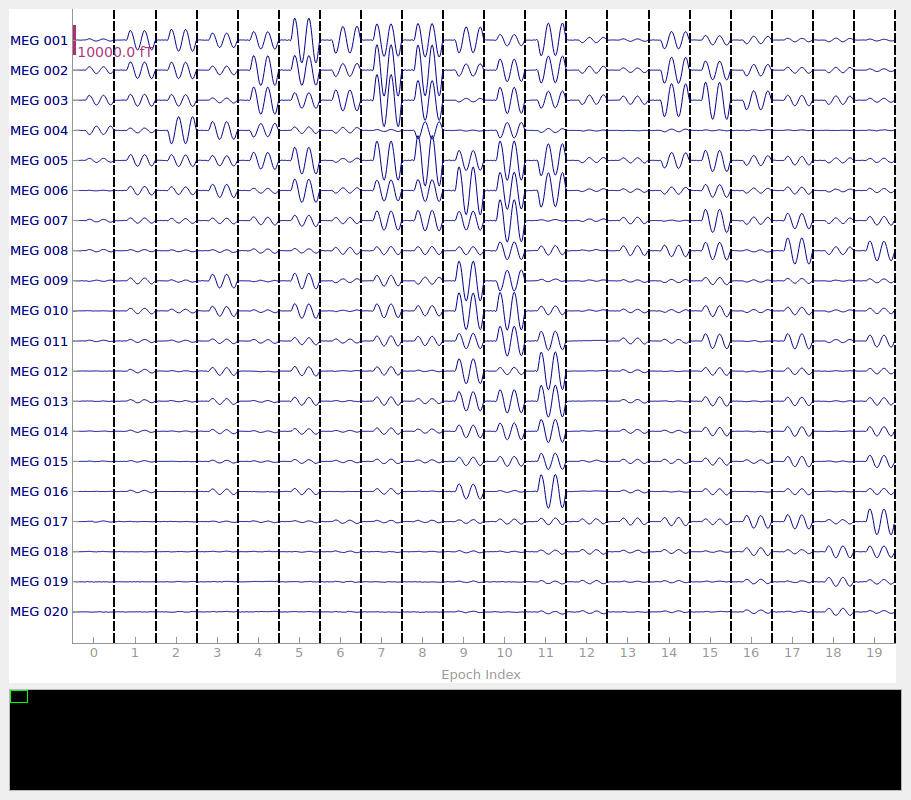 MEG 001
10000.0 fT
MEG 002
MEG 003
MEG 004
MEG 005
MEG 006
MEG 007
MEG 008
MEG 009
MEG 010
MEG 011
MEG 012
MEG 013
MEG 014
MEG 015
MEG 016
MEG 017
MEG 018
MEG 019
MEG 020
0 1 2 3 4 5 6 7 8 9 10 11 12 13 14 15 16 17 18 19
Epoch Index